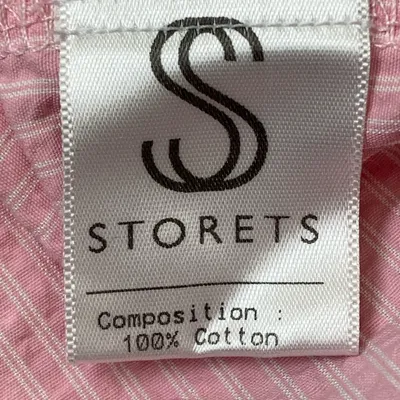 S
STORETS
Composition :
100% Cotton